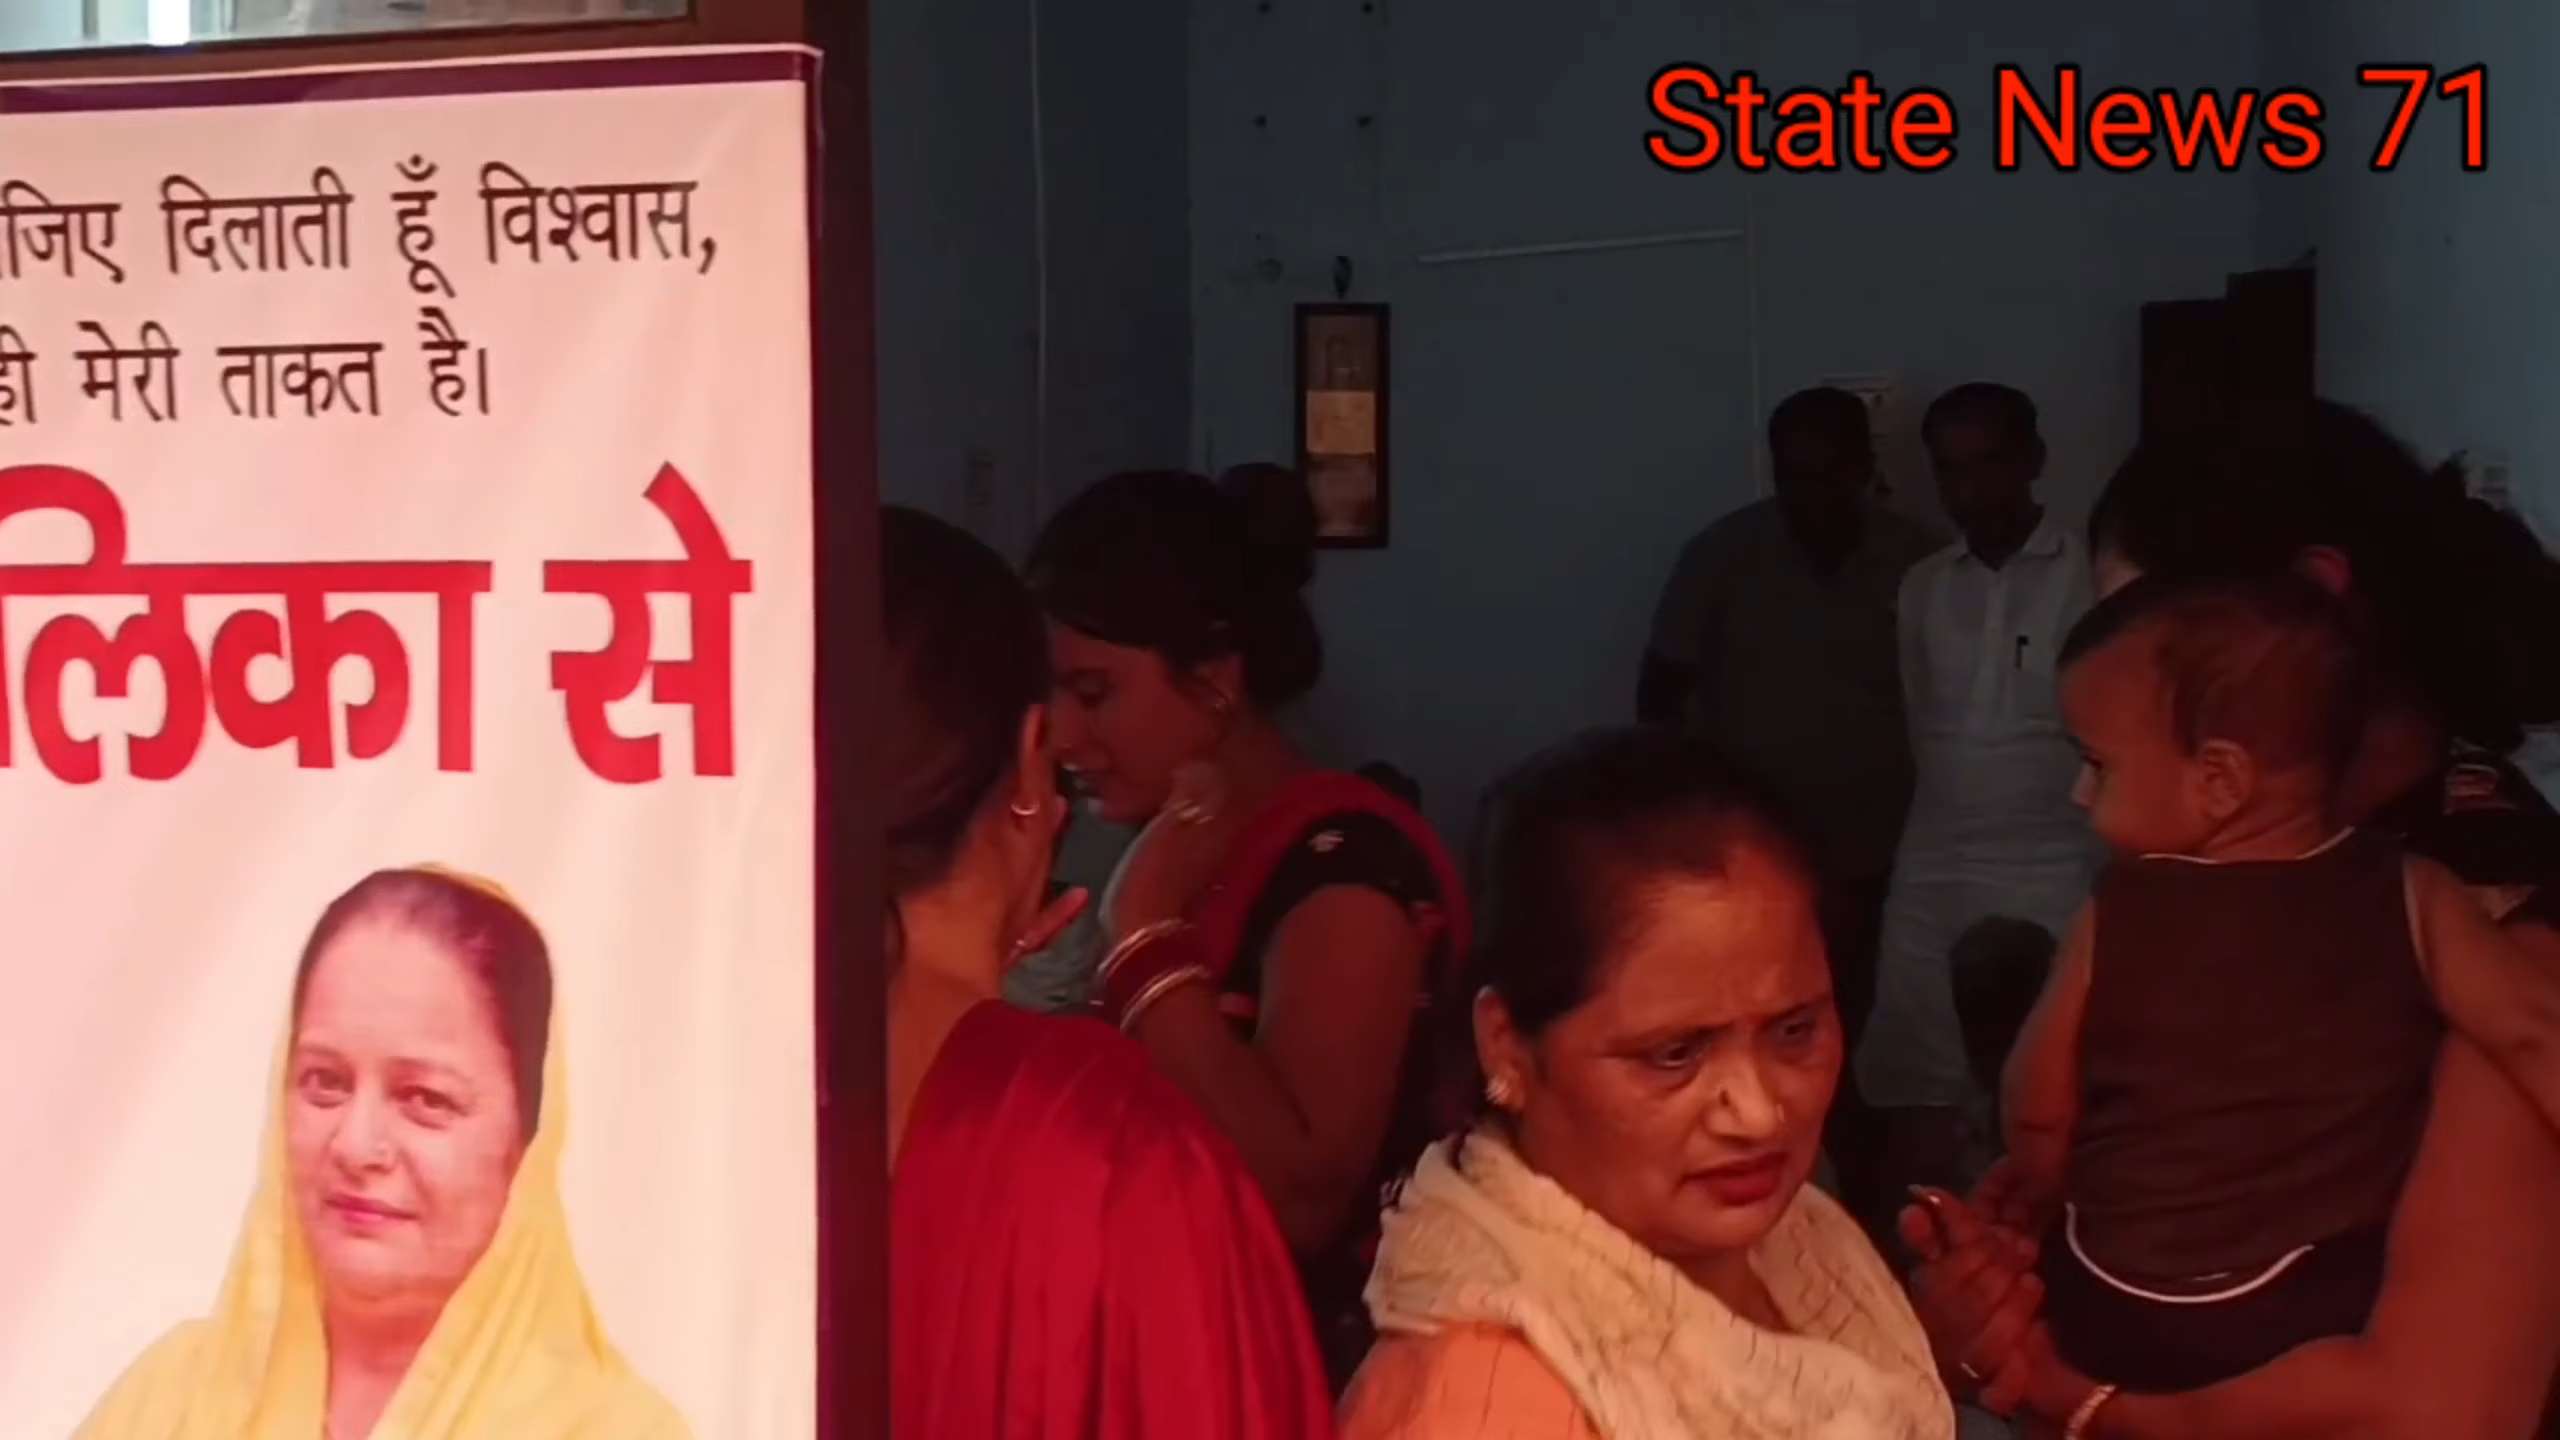 State News 71
दिलाती हूँ विश्वास,
मेरी ताकत है।
से